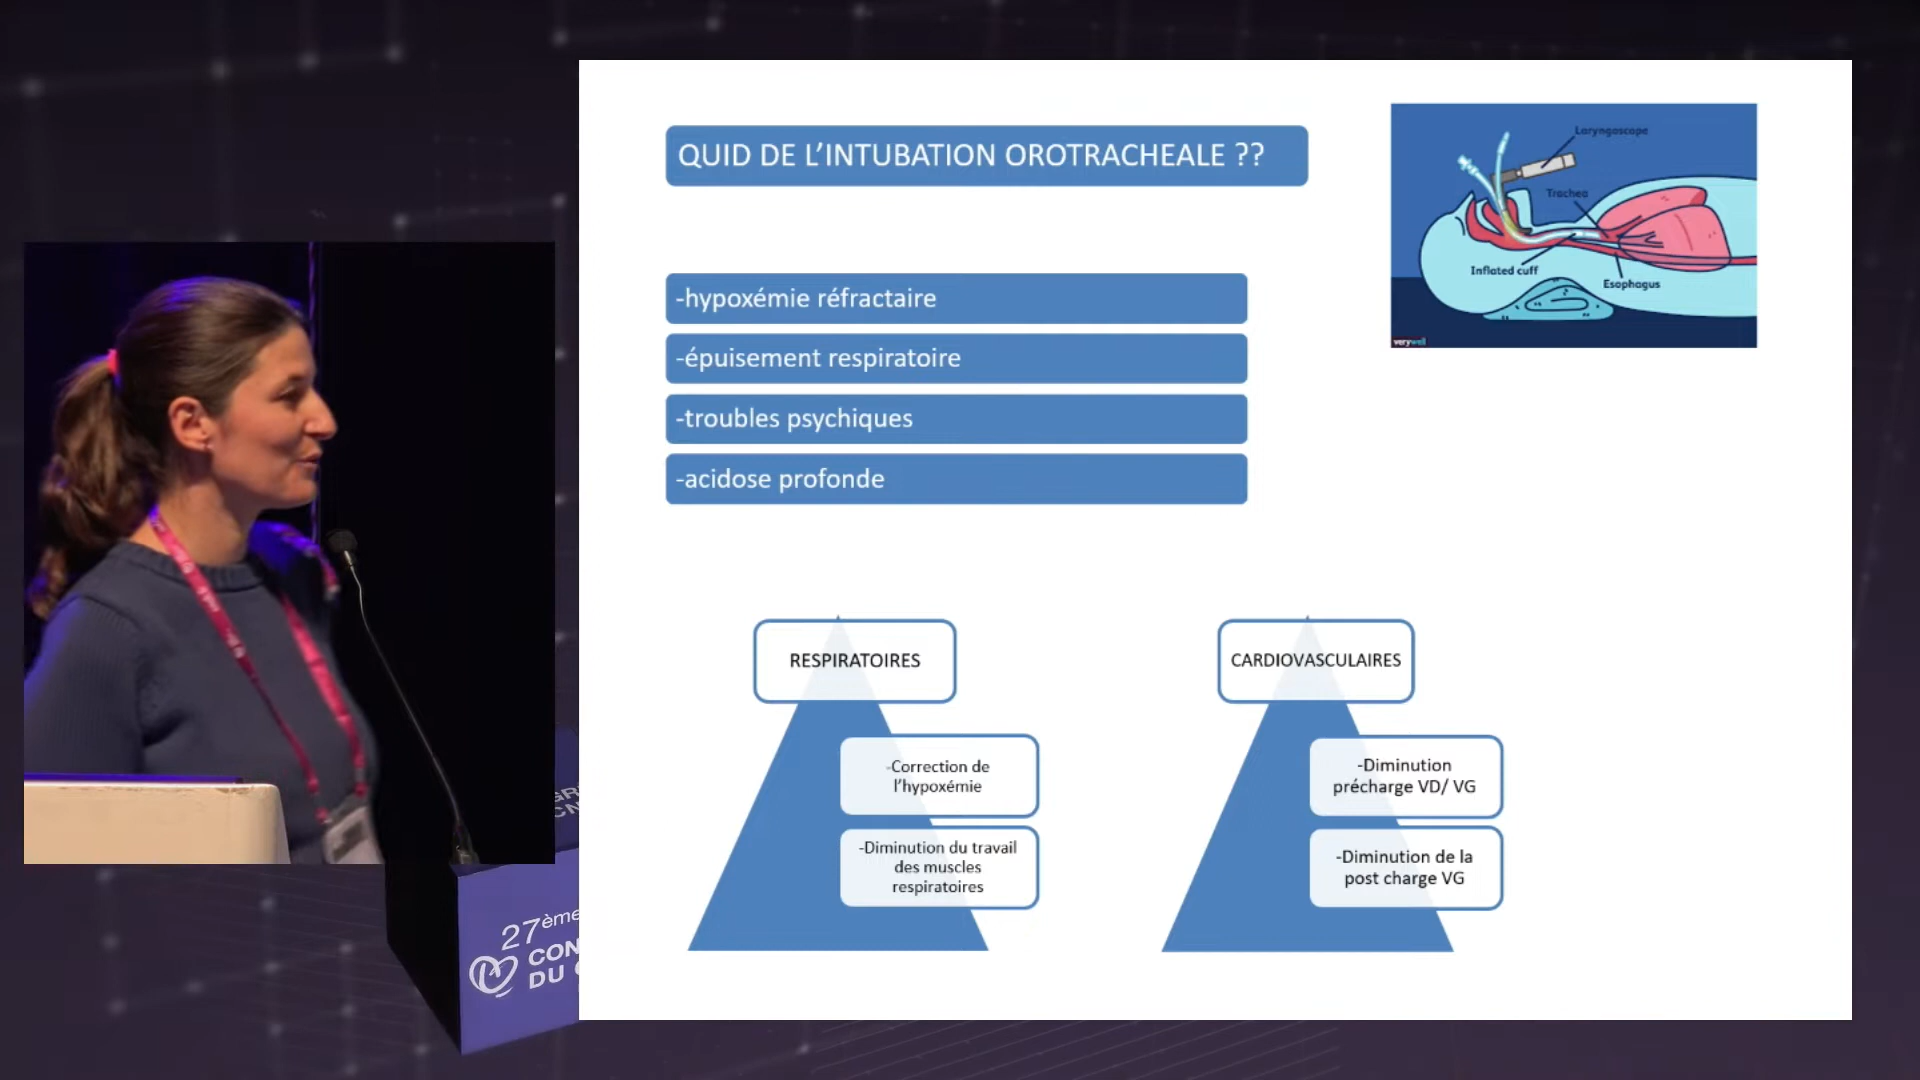 QUID DE L'INTUBATION OROTRACHEALE ??
-hypoxémie réfractaire
-épuisement respiratoire
-troubles psychiques
-acidose profonde
Laryngoscope
Trachea
Inflated cuff
Esophagus
verywell
RESPIRATOIRES
-Correction de
l'hypoxémie
-Diminution du travail
des muscles
respiratoires
CARDIOVASCULAIRES
-Diminution
précharge VD/ VG
-Diminution de la
post charge VG
27ème
CON
DU